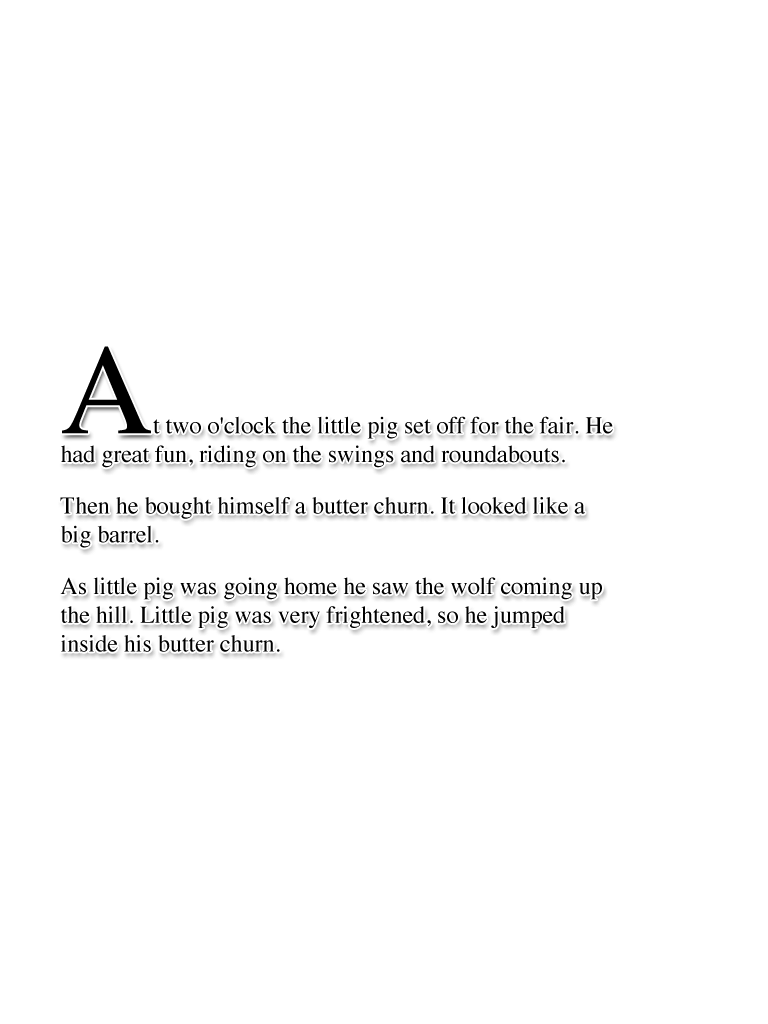 At two o'clock the little pig set off for the fair. He
had great fun, riding on the swings and roundabouts.
Then he bought himself a butter churn. It looked like a
big barrel.
As little pig was going home he saw the wolf coming up
the hill. Little pig was very frightened, so he jumped
inside his butter churn.